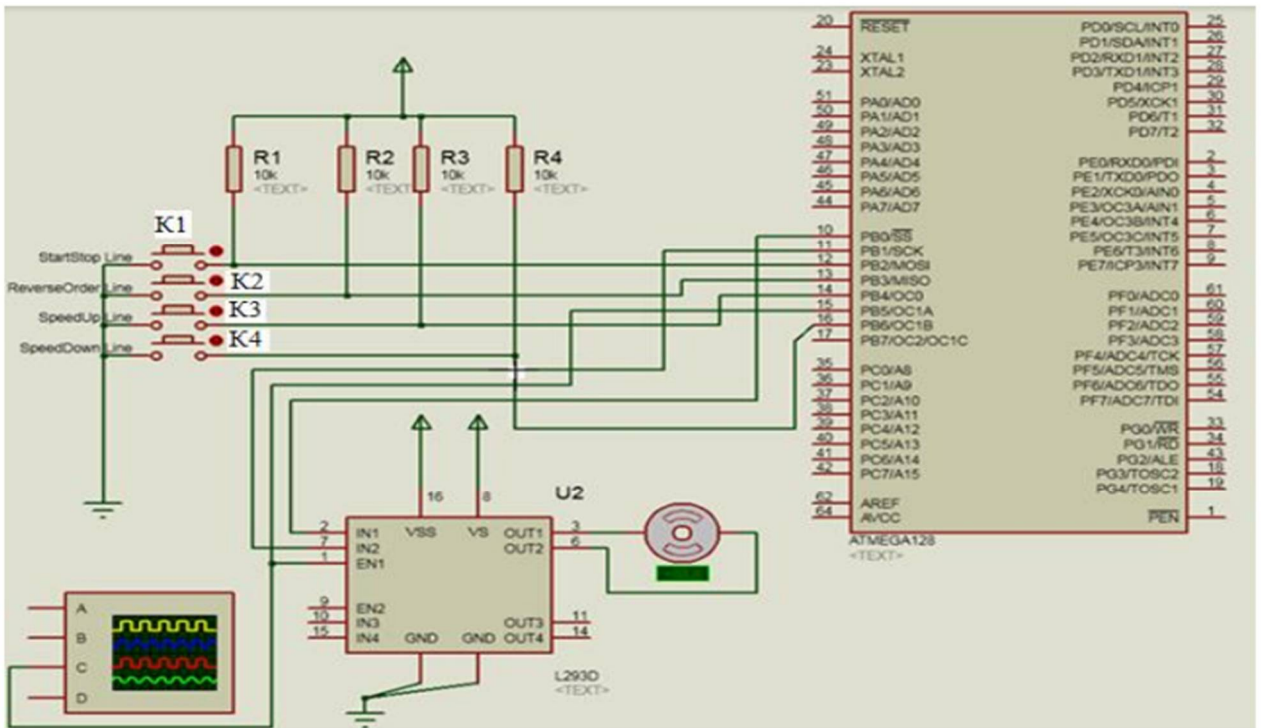 R1
10k
<TEXT>
R2
10k
<TEXT>
R3
10k
<TEXT>
R4
10k
<TEXT>
K1
StartStop Line
K2
ReverseOrder Line
K3
SpeedUp Line
K4
SpeedDown Line
20 RESET
24 XTAL1
23 XTAL2
51 PA0/AD0
50 PA1/AD1
49 PA2/AD2
48 PA3/AD3
47 PA4/AD4
46 PA5/AD5
45 PA6/AD6
44 PA7/AD7
10 PB0/SS
11 PB1/SCK
12 PB2/MOSI
13 PB3/MISO
14 PB4/OC0
15 PB5/OC1A
16 PB6/OC1B
17 PB7/OC2/OC1C
35 PC0/A8
36 PC1/A9
37 PC2/A10
38 PC3/A11
39 PC4/A12
40 PC5/A13
41 PC6/A14
42 PC7/A15
62 AREF
64 AVCC
PD0/SCL/INT0 25
PD1/SDA/INT1 26
PD2/RXD1/INT2 27
PD3/TXD1/INT3 28
PD4/ICP1 29
PD5/XCK1 30
PD6/T1 31
PD7/T2 32
PE0/RXD0/PDI 2
PE1/TXD0/PDO 3
PE2/XCK0/AIN0 4
PE3/OC3A/AIN1 5
PE4/OC3B/INT4 6
PE5/OC3C/INT5 7
PE6/T3/INT6 8
PE7/ICP3/INT7 9
PF0/ADC0 61
PF1/ADC1 60
PF2/ADC2 59
PF3/ADC3 58
PF4/ADC4/TCK 57
PF5/ADC5/TMS 56
PF6/ADC6/TDO 55
PF7/ADC7/TDI 54
PG0/WR 33
PG1/RD 34
PG2/ALE 43
PG3/TOSC2 18
PG4/TOSC1 19
PEN 1
ATMEGA128
<TEXT>
U2
16 8
2 IN1 VSS VS OUT1 3
7 IN2 OUT2 6
1 EN1
9 EN2
10 IN3 OUT3 11
15 IN4 GND GND OUT4 14
L293D
<TEXT>
A
B
C
D